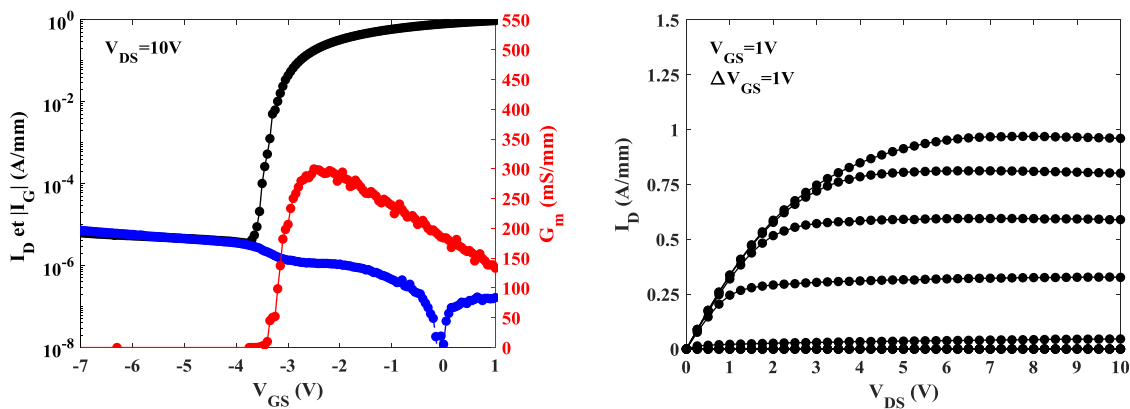 V_DS=10V
I_D et |I_G| (A/mm)
10^0
10^-2
10^-4
10^-6
10^-8
550
500
450
400
350
300
250
200
150
100
50
0
G_m (mS/mm)
-7 -6 -5 -4 -3 -2 -1 0 1
V_GS (V)
V_GS=1V
ΔV_GS=1V
I_D (A/mm)
1.5
1.25
1
0.75
0.5
0.25
0
0 1 2 3 4 5 6 7 8 9 10
V_DS (V)